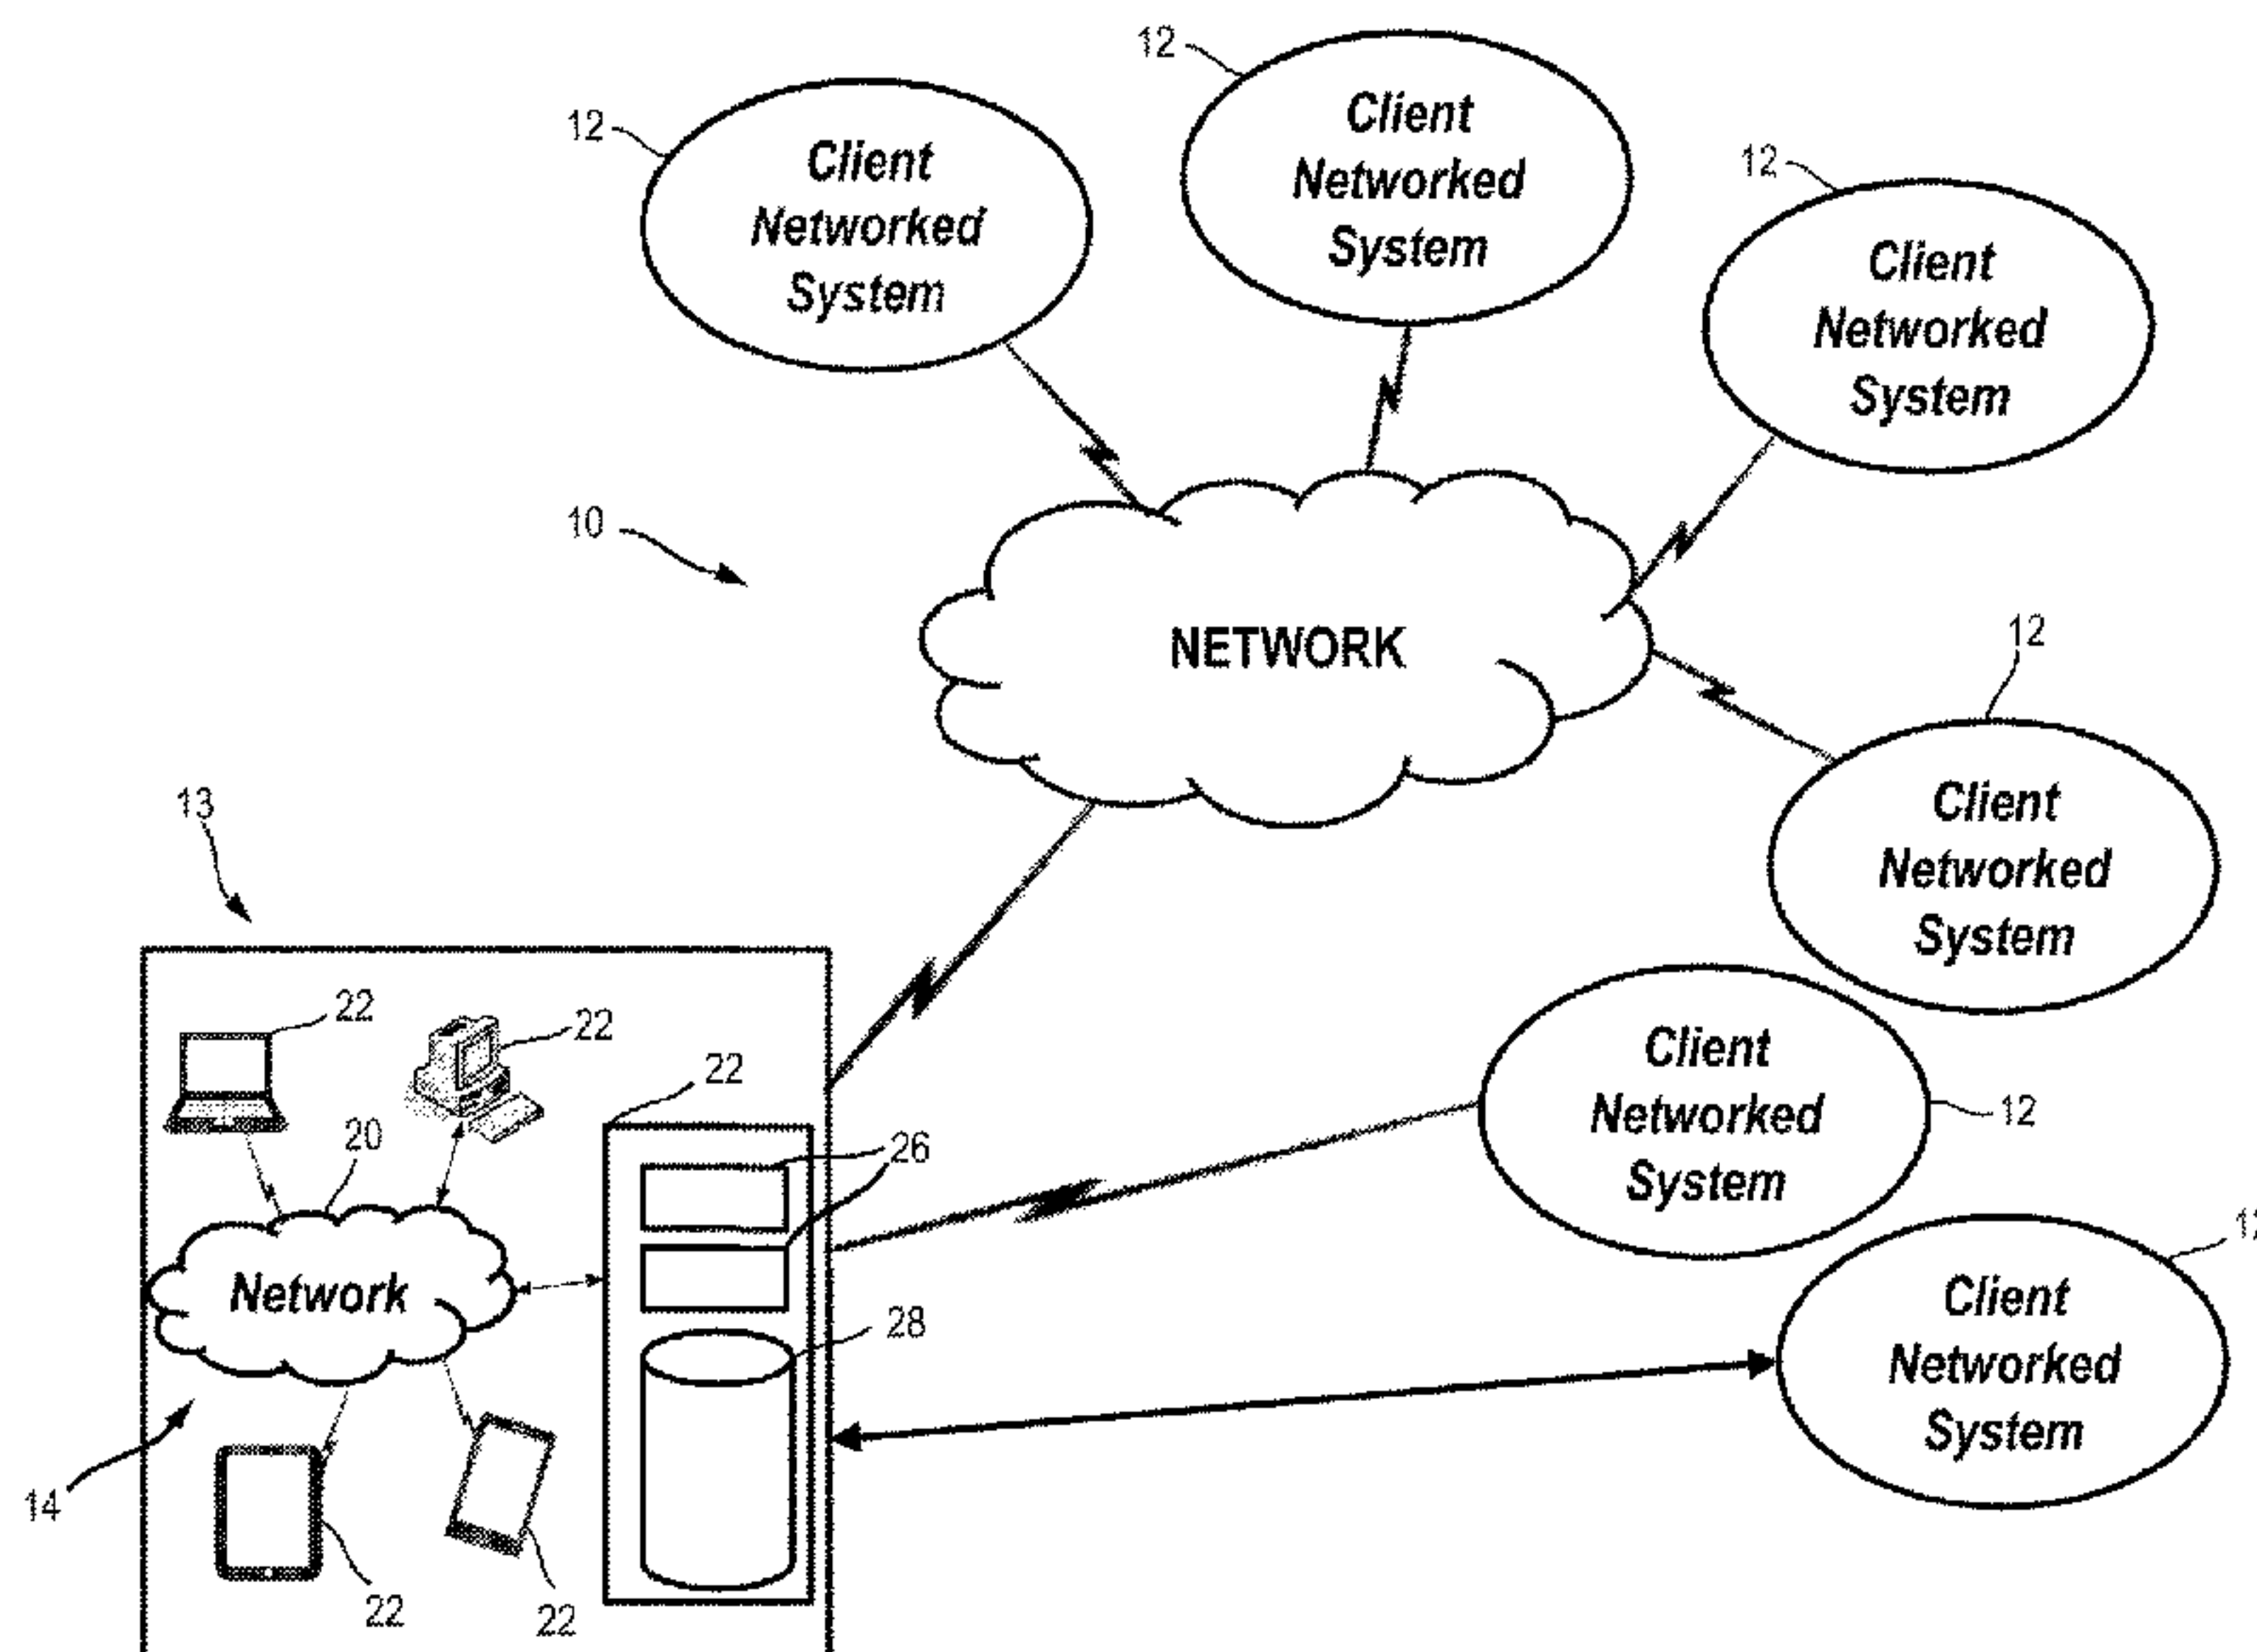 12
Client
Networked
System
12
Client
Networked
System
12
Client
Networked
System
10
NETWORK
12
Client
Networked
System
13
22
22
22
20
26
Network
28
14
22
22
Client
Networked
System
12
Client
Networked
System